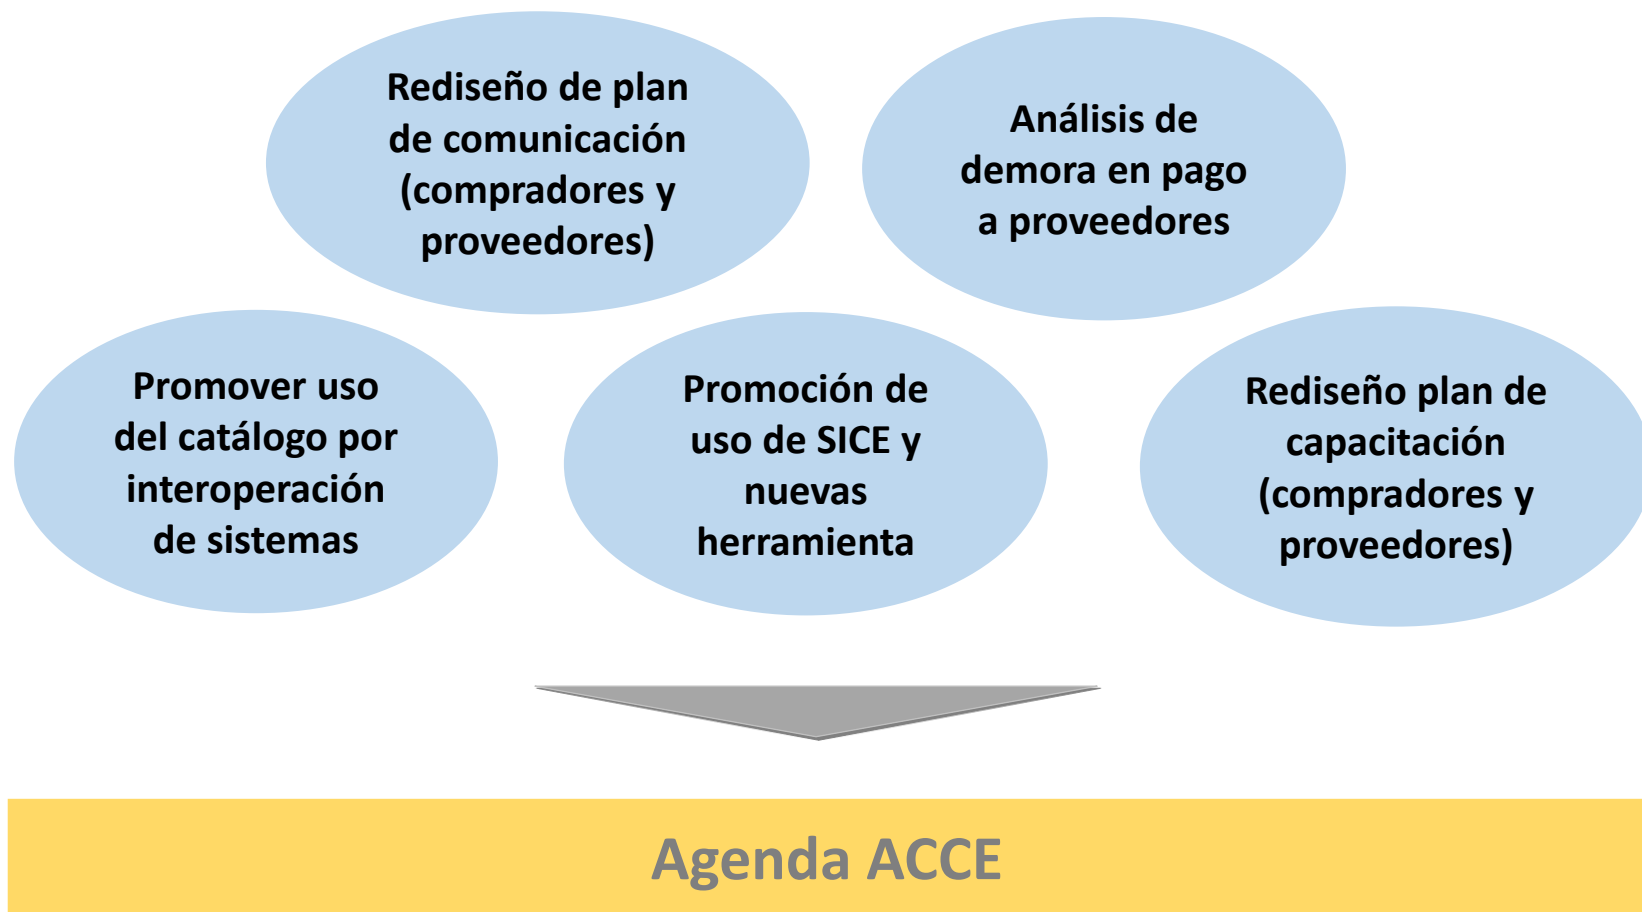 Rediseño de plan
de comunicación
(compradores y
proveedores)
Análisis de
demora en pago
a proveedores
Promover uso
del catálogo por
interoperación
de sistemas
Promoción de
uso de SICE y
nuevas
herramienta
Rediseño plan de
capacitación
(compradores y
proveedores)
Agenda ACCE